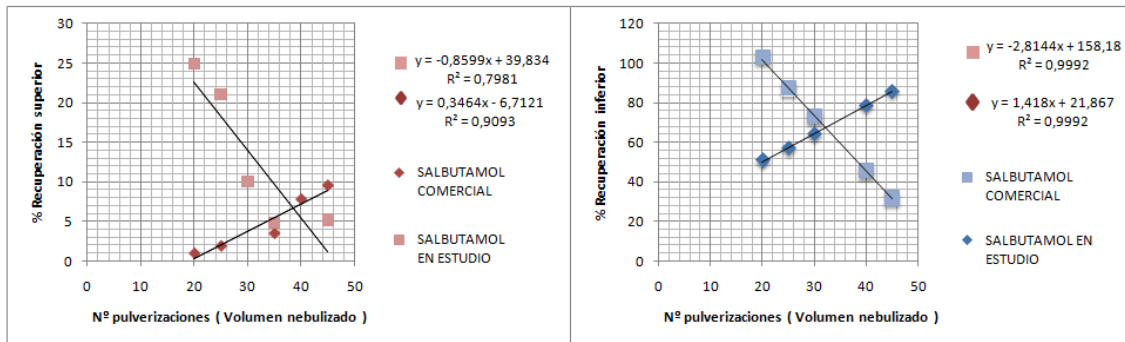 30
25
20
15
10
5
0
% Recuperación superior
0 10 20 30 40 50
Nº pulverizaciones ( Volumen nebulizado )
y = -0,8599x + 39,834
R² = 0,7981
y = 0,3464x - 6,7121
R² = 0,9093
SALBUTAMOL
COMERCIAL
SALBUTAMOL
EN ESTUDIO
120
100
80
60
40
20
0
% Recuperación inferior
0 10 20 30 40 50
Nº pulverizaciones ( Volumen nebulizado )
y = -2,8144x + 158,18
R² = 0,9992
y = 1,418x + 21,867
R² = 0,9992
SALBUTAMOL
COMERCIAL
SALBUTAMOL EN
ESTUDIO